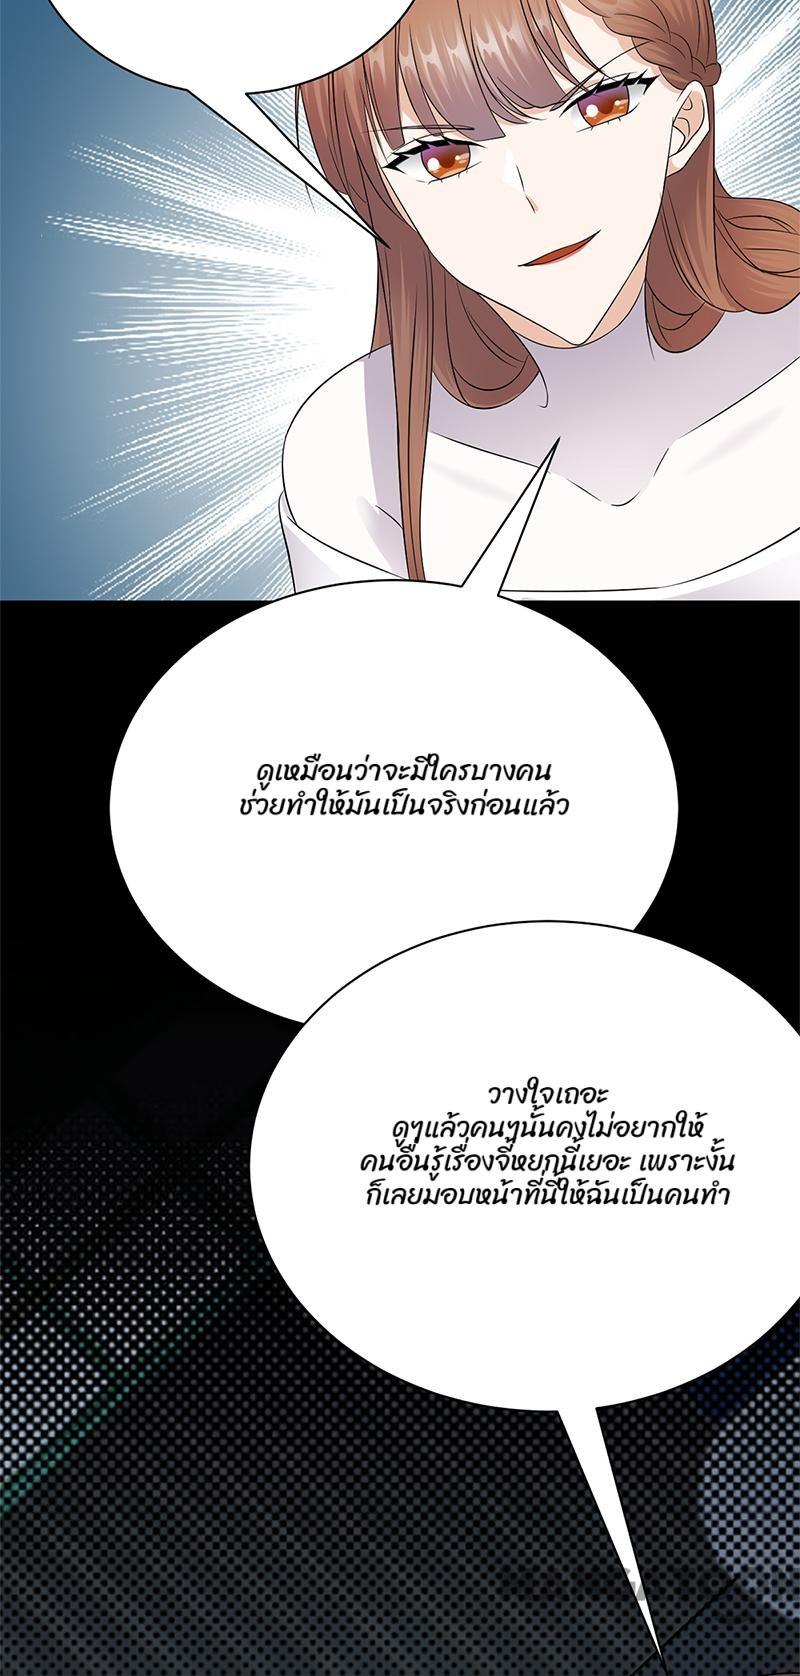 ดูเหมือนว่าจะมีใครบางคน
ช่วยทำให้มันเป็นจริงก่อนแล้ว
วางใจเถอะ
ดูๆแล้วคนๆนั้นคงไม่อยากให้
คนอื่นรู้เรื่องจี้หยกนี้เยอะ เพราะงั้น
ก็เลยมอบหน้าที่นี้ให้ฉันเป็นคนทำ